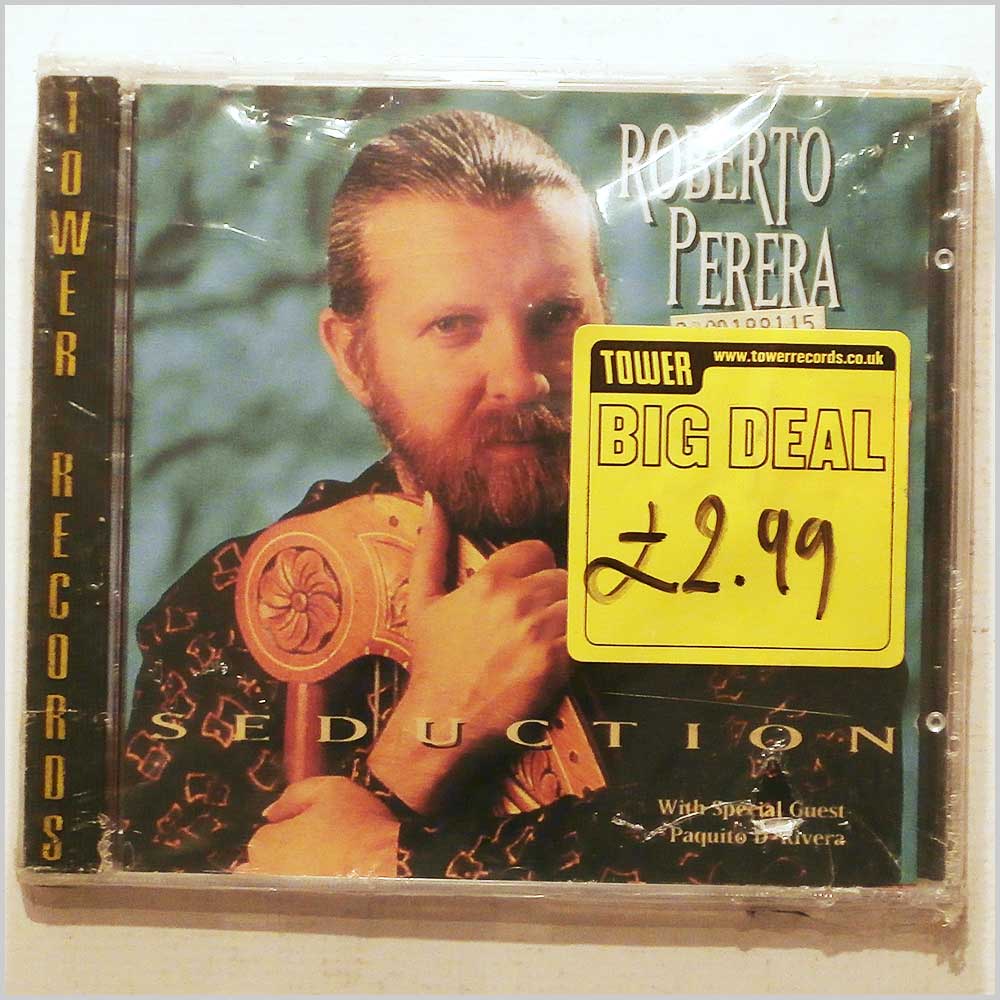 TOWER RECORDS
ROBERTO
PERERA
TOWER www.towerrecords.co.uk
BIG DEAL
£2.99
SEDUCTION
With Special Guest
Paquito D'Rivera